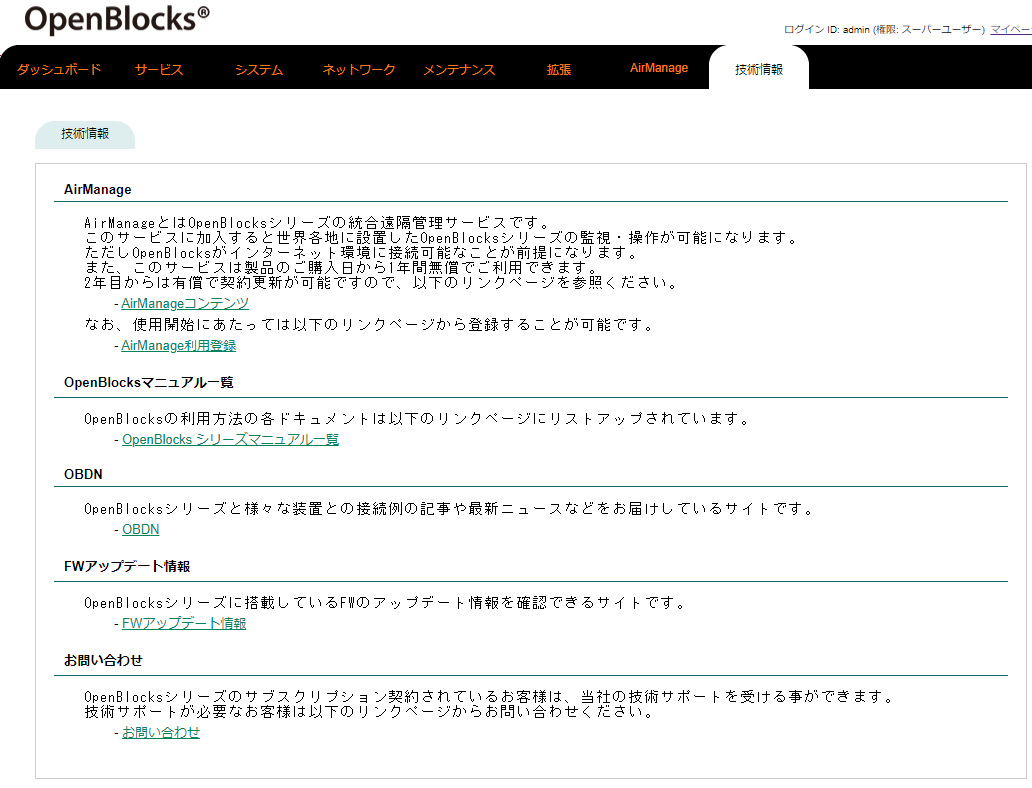 OpenBlocks®
ログイン ID: admin (権限: スーパーユーザー) マイペー
ダッシュボード サービス システム ネットワーク メンテナンス 拡張 AirManage 技術情報
技術情報
AirManage
AirManageとはOpenBlocksシリーズの統合遠隔管理サービスです。
このサービスに加入すると世界各地に設置したOpenBlocksシリーズの監視・操作が可能になります。
ただしOpenBlocksがインターネット環境に接続可能なことが前提になります。
また、このサービスは製品のご購入日から1年間無償でご利用できます。
2年目からは有償で契約更新が可能ですので、以下のリンクページを参照ください。
- AirManageコンテンツ
なお、使用開始にあたっては以下のリンクページから登録することが可能です。
- AirManage利用登録
OpenBlocksマニュアル一覧
OpenBlocksの利用方法の各ドキュメントは以下のリンクページにリストアップされています。
- OpenBlocks シリーズマニュアル一覧
OBDN
OpenBlocksシリーズと様々な装置との接続例の記事や最新ニュースなどをお届けしているサイトです。
- OBDN
FWアップデート情報
OpenBlocksシリーズに搭載しているFWのアップデート情報を確認できるサイトです。
- FWアップデート情報
お問い合わせ
OpenBlocksシリーズのサブスクリプション契約されているお客様は、当社の技術サポートを受ける事ができます。
技術サポートが必要なお客様は以下のリンクページからお問い合わせください。
- お問い合わせ